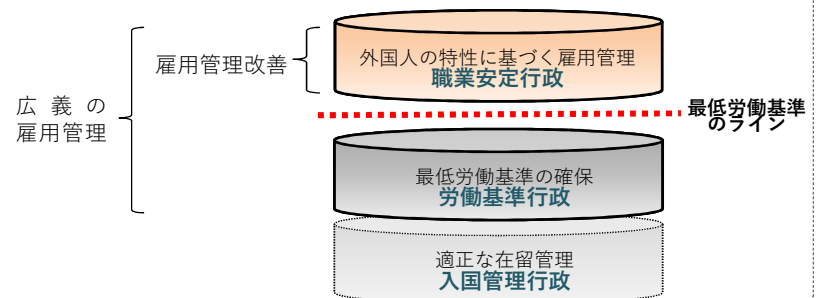 外国人の特性に基づく雇用管理
職業安定行政
雇用管理改善
広義の
雇用管理
最低労働基準
のライン
最低労働基準の確保
労働基準行政
適正な在留管理
入国管理行政